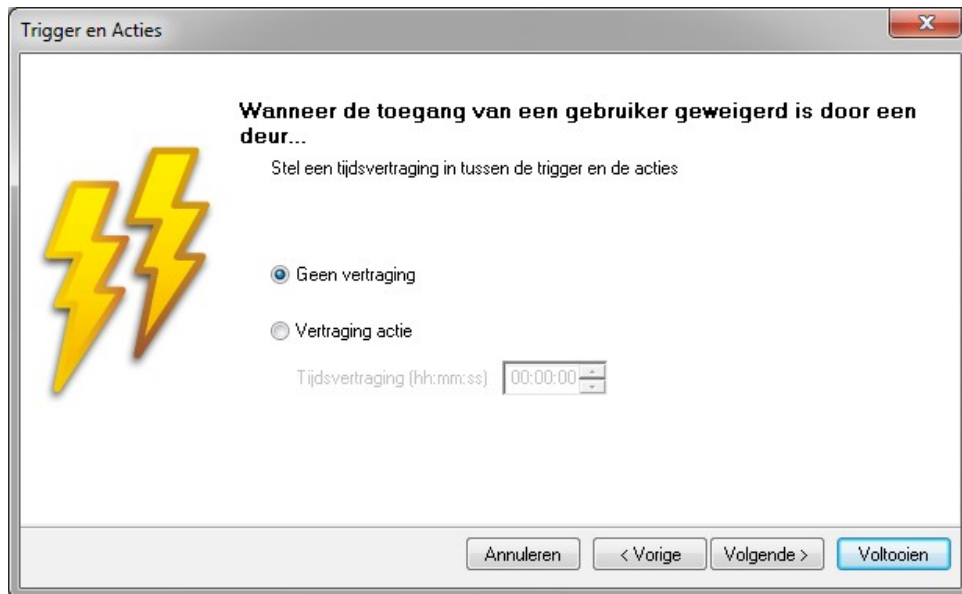 Trigger en Acties
Wanneer de toegang van een gebruiker geweigerd is door een
deur...
Stel een tijdsvertraging in tussen de trigger en de acties
Geen vertraging
Vertraging actie
Tijdsvertraging (hh:mm:ss) 00:00:00
Annuleren < Vorige Volgende > Voltooien